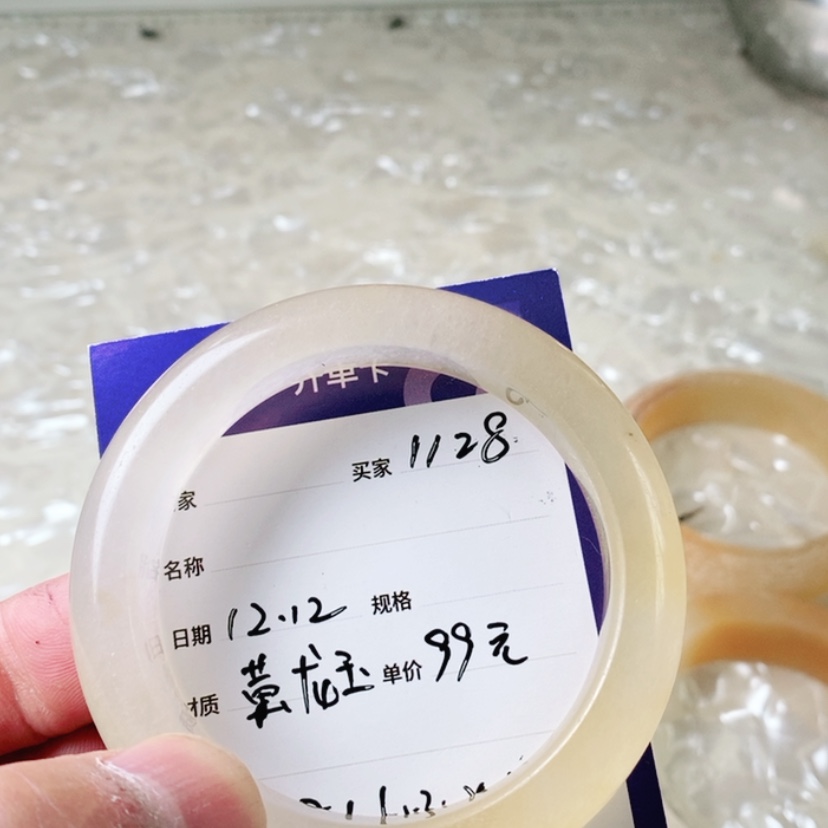 开单卡
家 买家 1128
名称
日期 12.12 规格
材质 黄龙玉 单价 99元